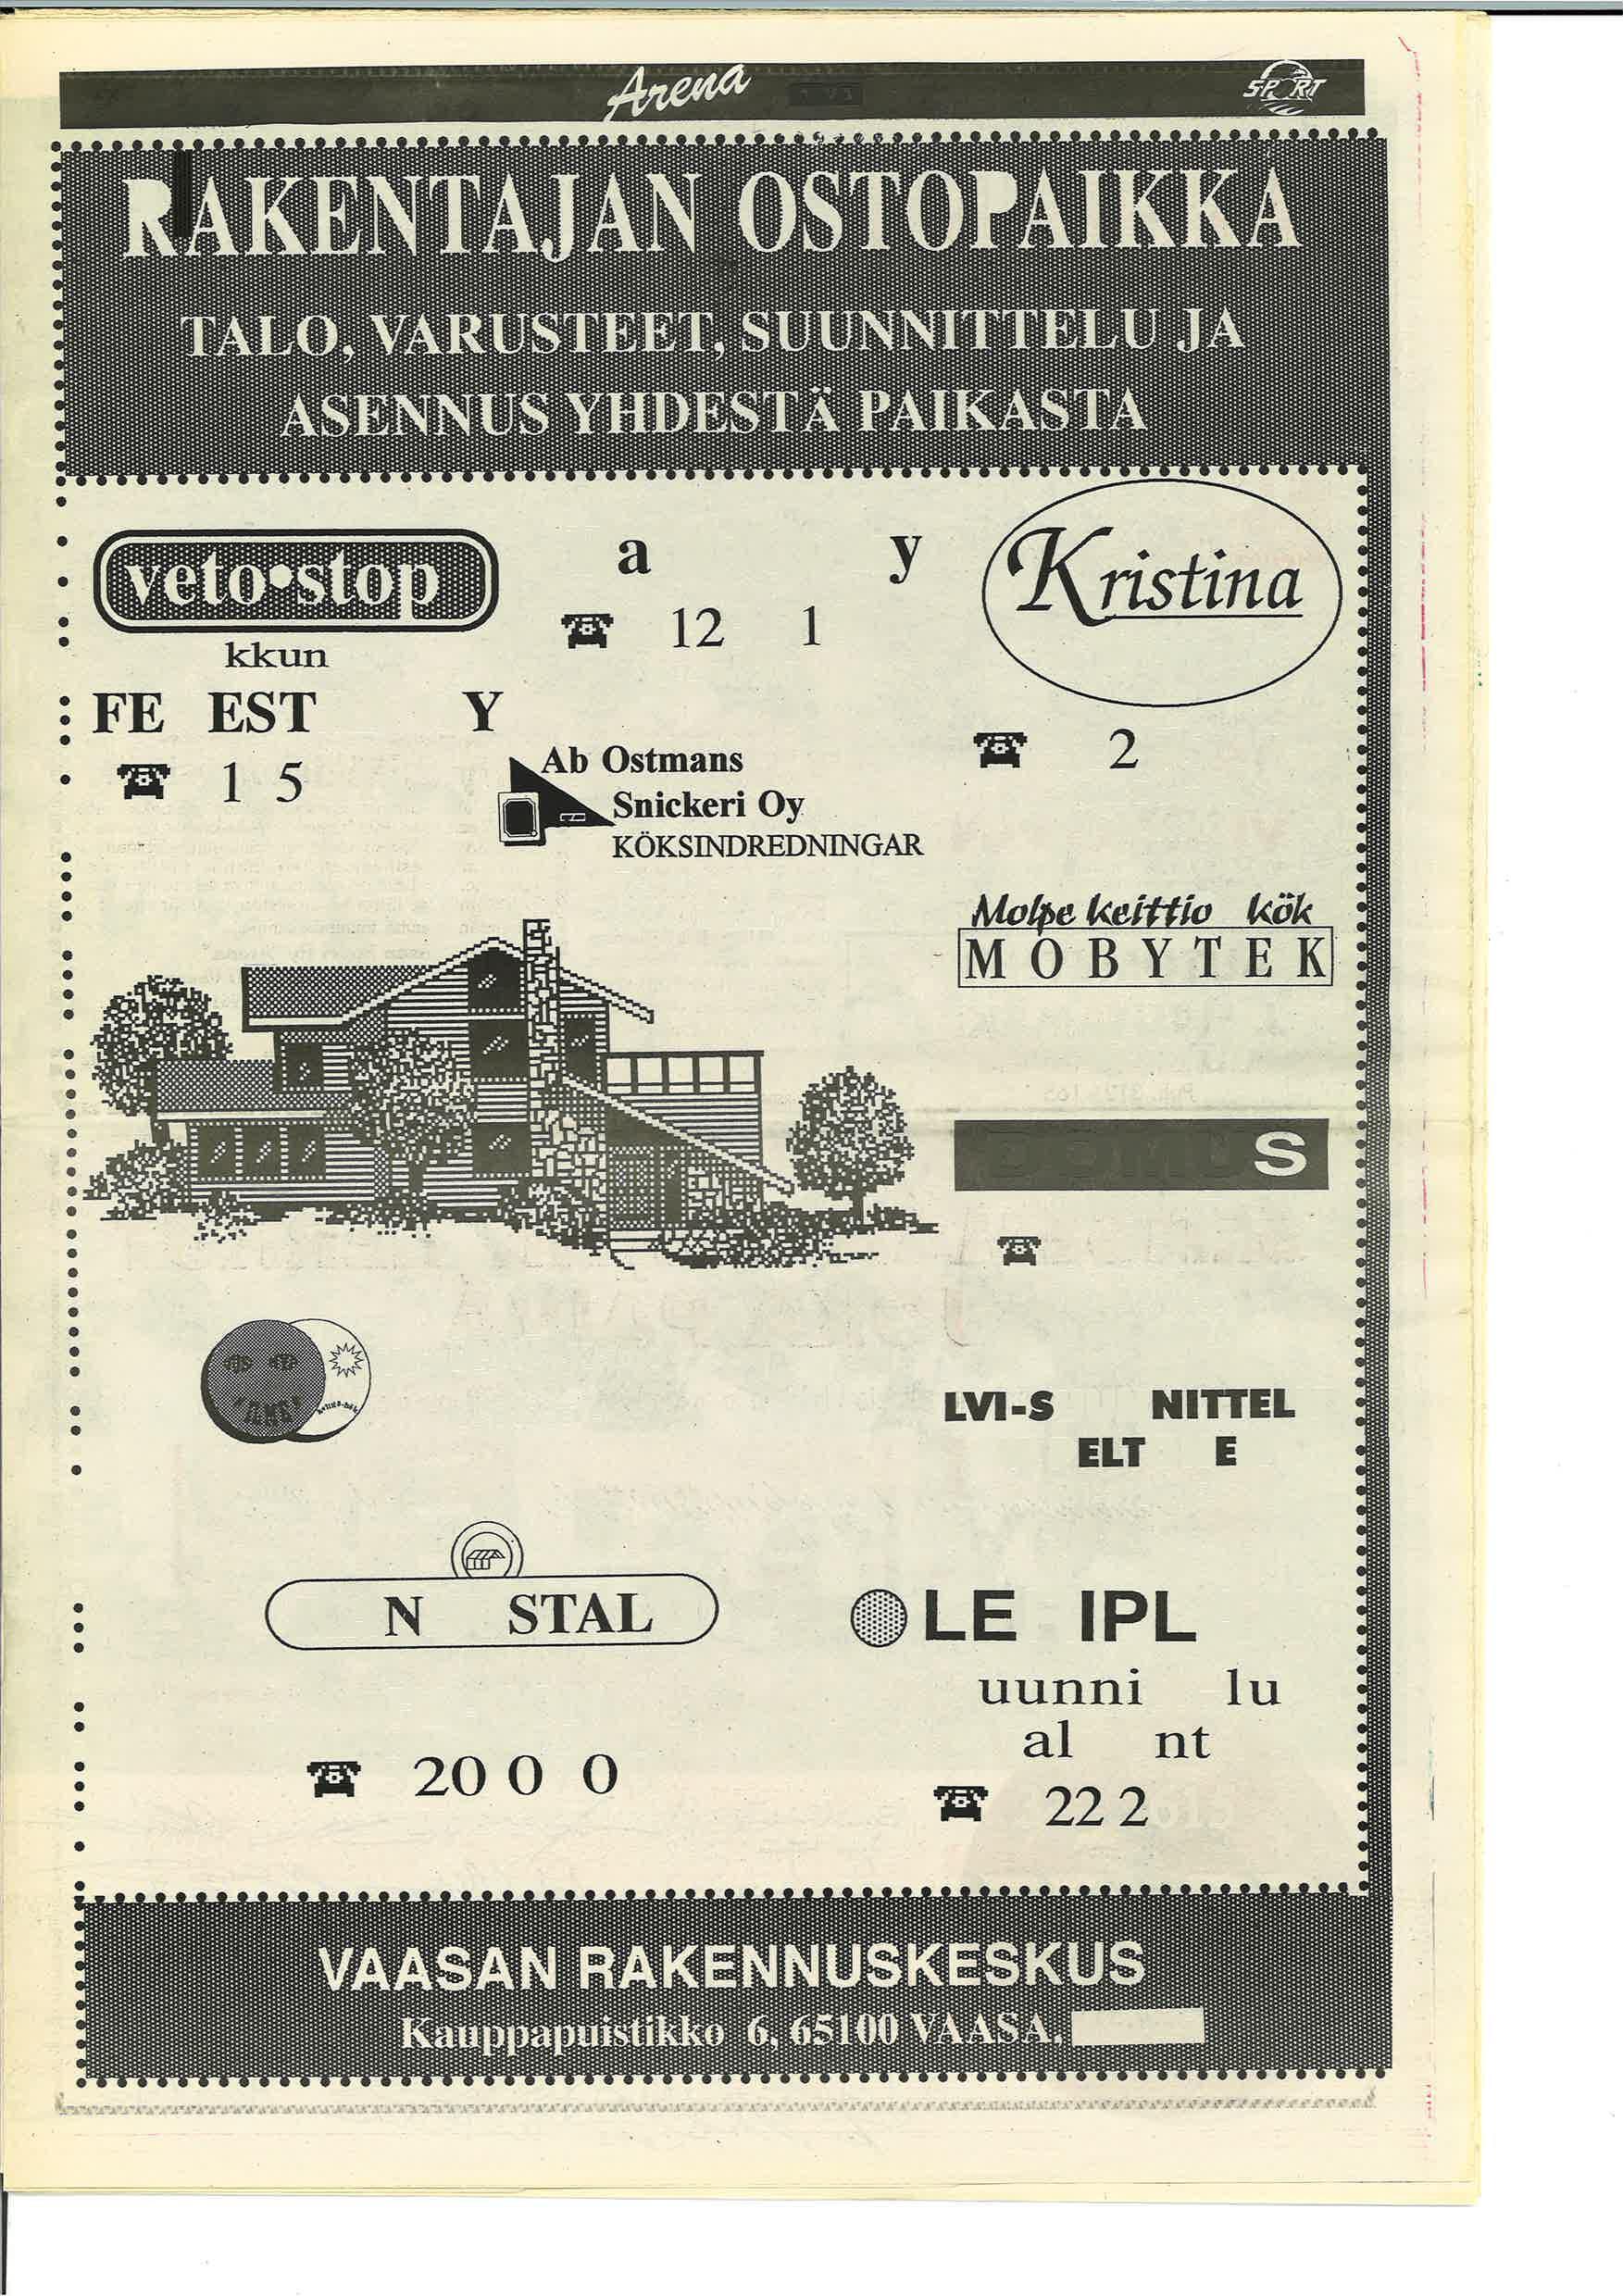 Arena
SPORT
RAKENTAJAN OSTOPAIKKA
TALO, VARUSTEET, SUUNNITTELU JA
ASENNUS YHDESTÄ PAIKASTA
veto•stop
kkun
FE EST Y
1 5
a y
12 1
Kristina
2
Ab Ostmans
Snickeri Oy
KÖKSINDREDNINGAR
Molpe keittio kök
MOBYTEK
DOMUS
LVI-S NITTEL
ELT E
N STAL
20 0 0
LE IPL
uunni lu
al nt
22 2
VAASAN RAKENNUSKESKUS
Kauppapuistikko 6, 65100 VAASA,